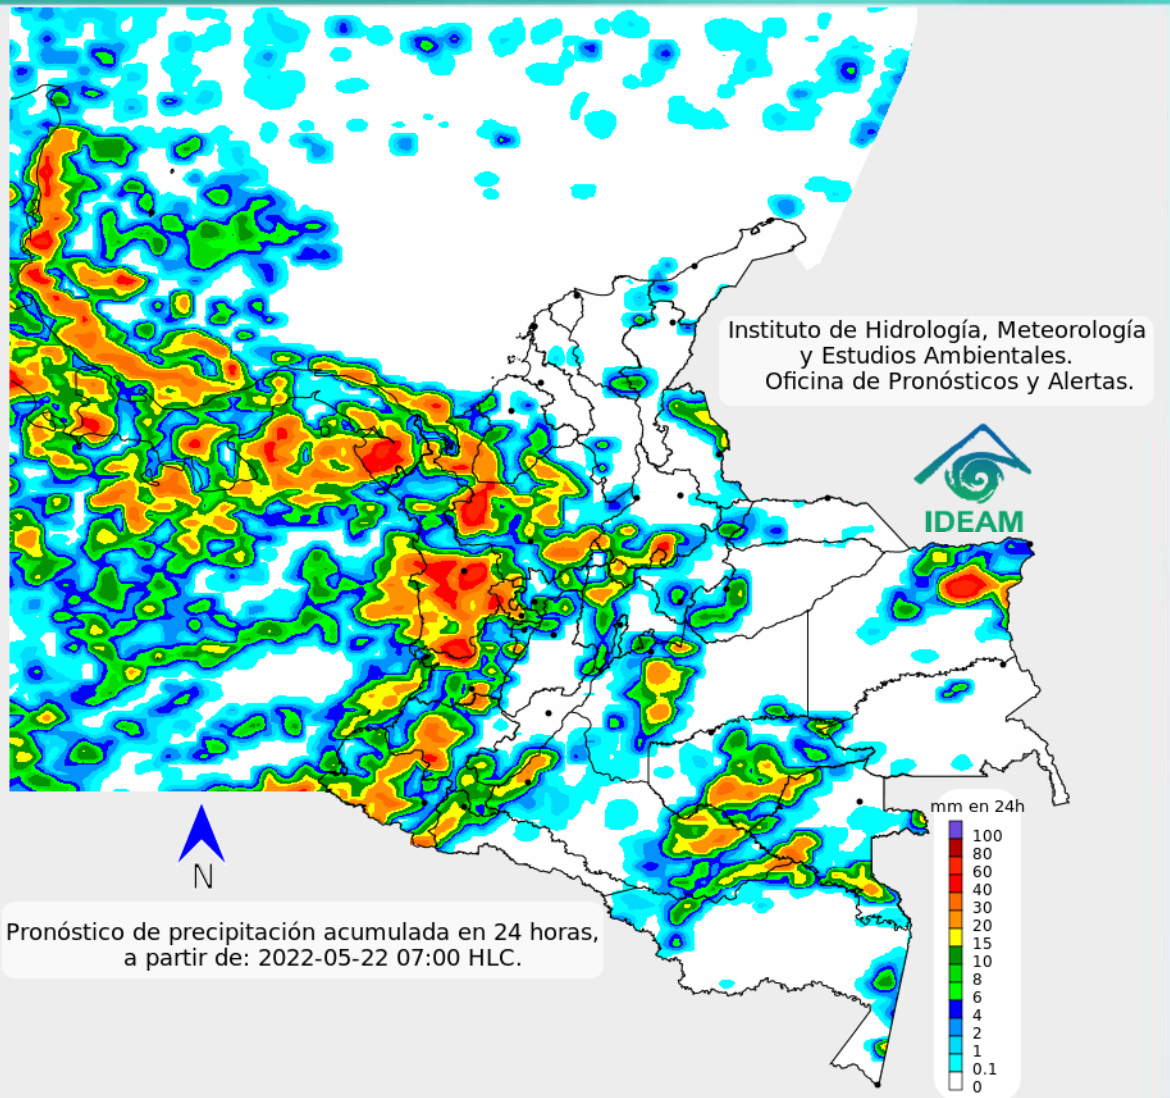 Instituto de Hidrología, Meteorología
y Estudios Ambientales.
Oficina de Pronósticos y Alertas.
IDEAM
mm en 24h
100
80
60
40
30
20
15
10
8
6
4
2
1
0.1
0
N
Pronóstico de precipitación acumulada en 24 horas,
a partir de: 2022-05-22 07:00 HLC.